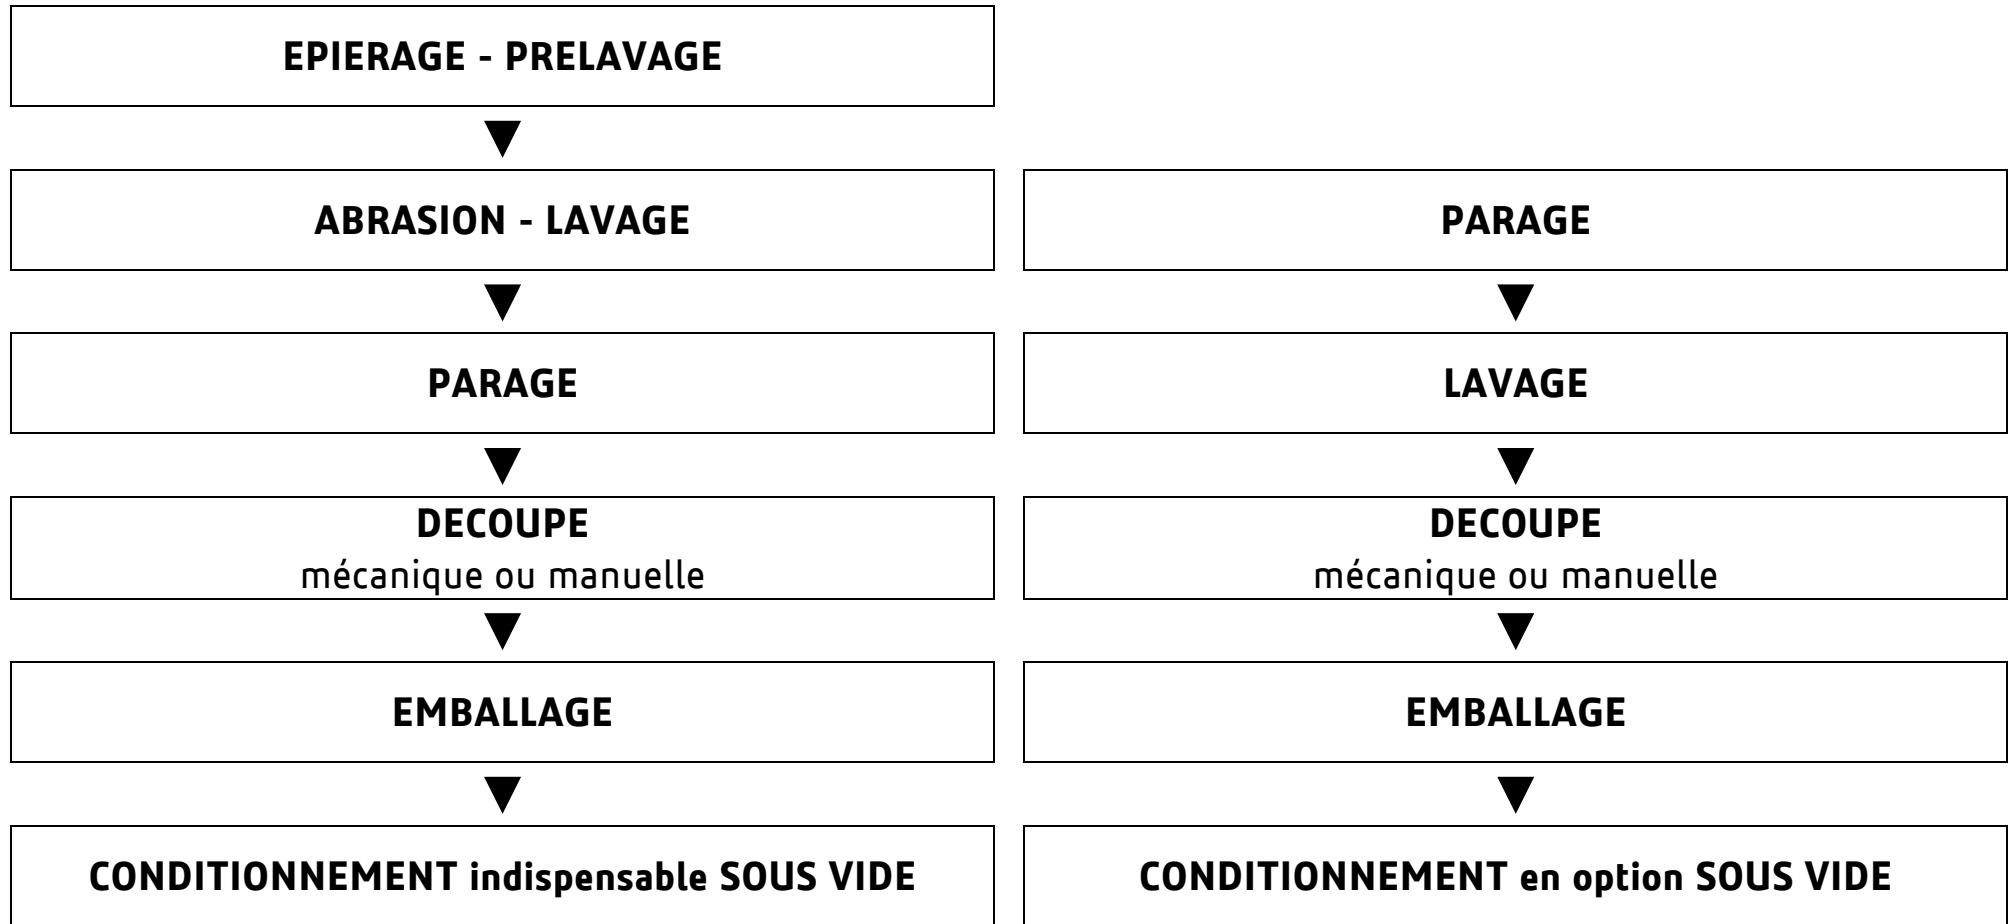 EPIERAGE - PRELAVAGE
ABRASION - LAVAGE
PARAGE
PARAGE
LAVAGE
DECOUPE
mécanique ou manuelle
DECOUPE
mécanique ou manuelle
EMBALLAGE
EMBALLAGE
CONDITIONNEMENT indispensable SOUS VIDE
CONDITIONNEMENT en option SOUS VIDE